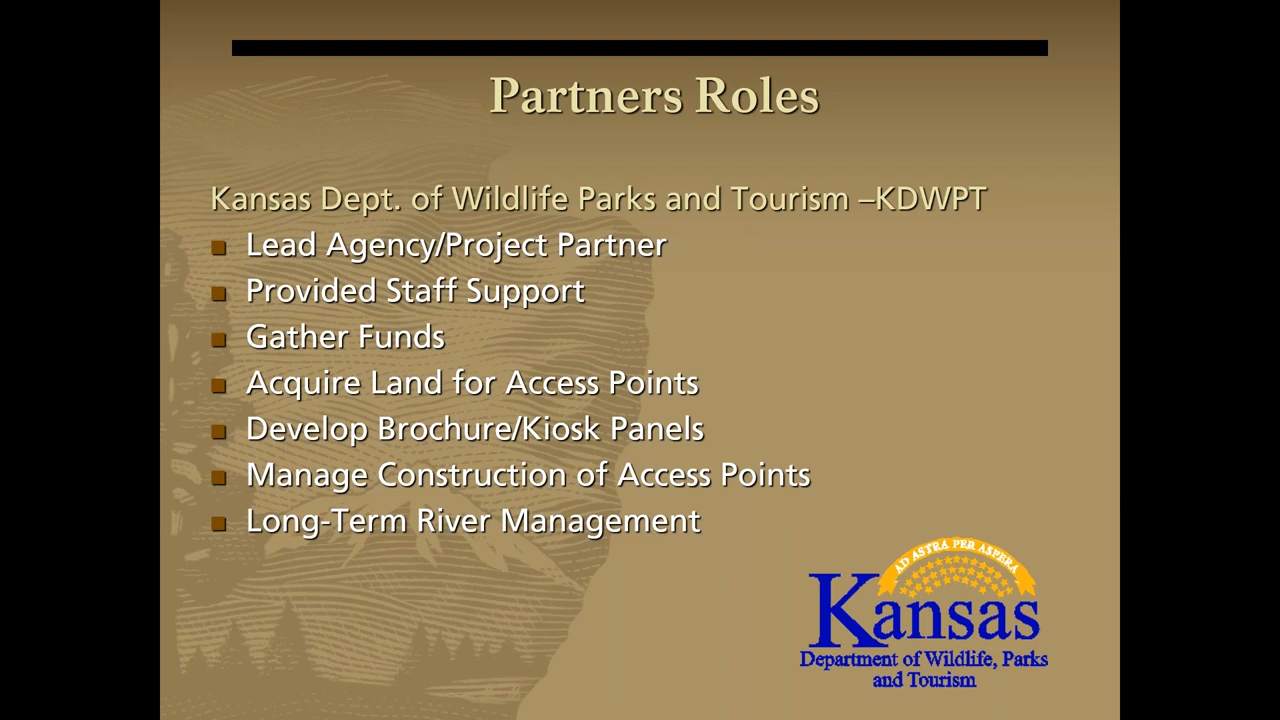 Partners Roles
Kansas Dept. of Wildlife Parks and Tourism –KDWPT
Lead Agency/Project Partner
Provided Staff Support
Gather Funds
Acquire Land for Access Points
Develop Brochure/Kiosk Panels
Manage Construction of Access Points
Long-Term River Management
AD ASTRA PER ASPERA
Kansas
Department of Wildlife, Parks
and Tourism